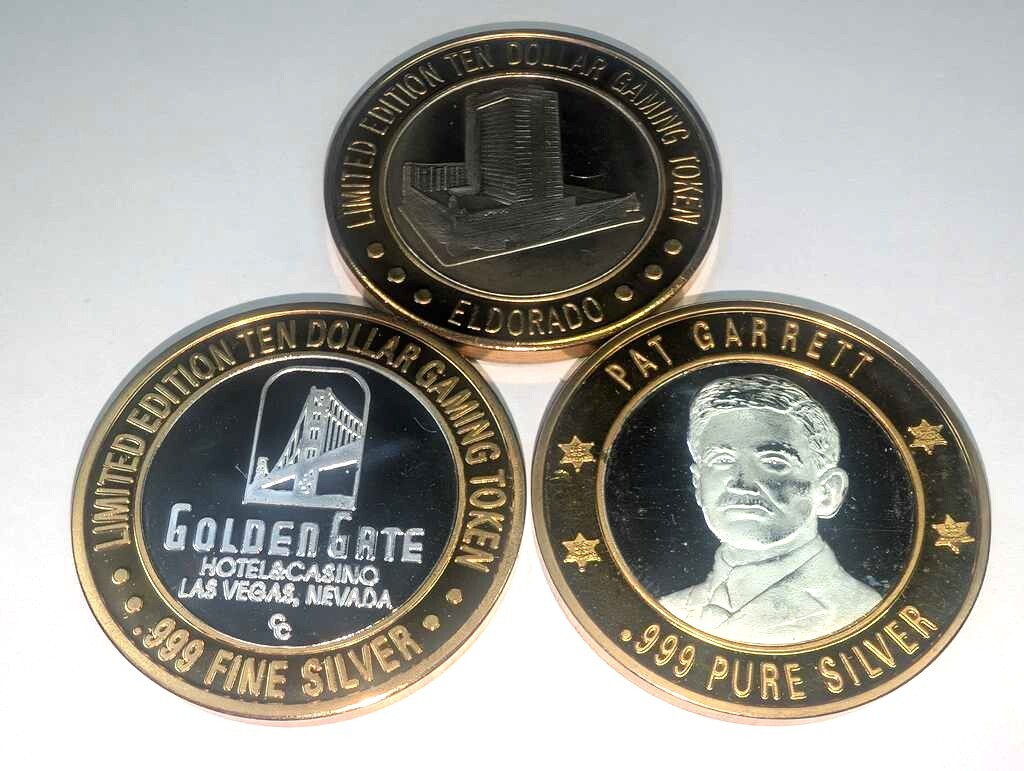 LIMITED EDITION TEN DOLLAR GAMING TOKEN
ELDORADO
LIMITED EDITION TEN DOLLAR GAMING TOKEN
GOLDEN GATE
HOTEL&CASINO
LAS VEGAS, NEVADA
CC
.999 FINE SILVER
PAT GARRETT
.999 PURE SILVER